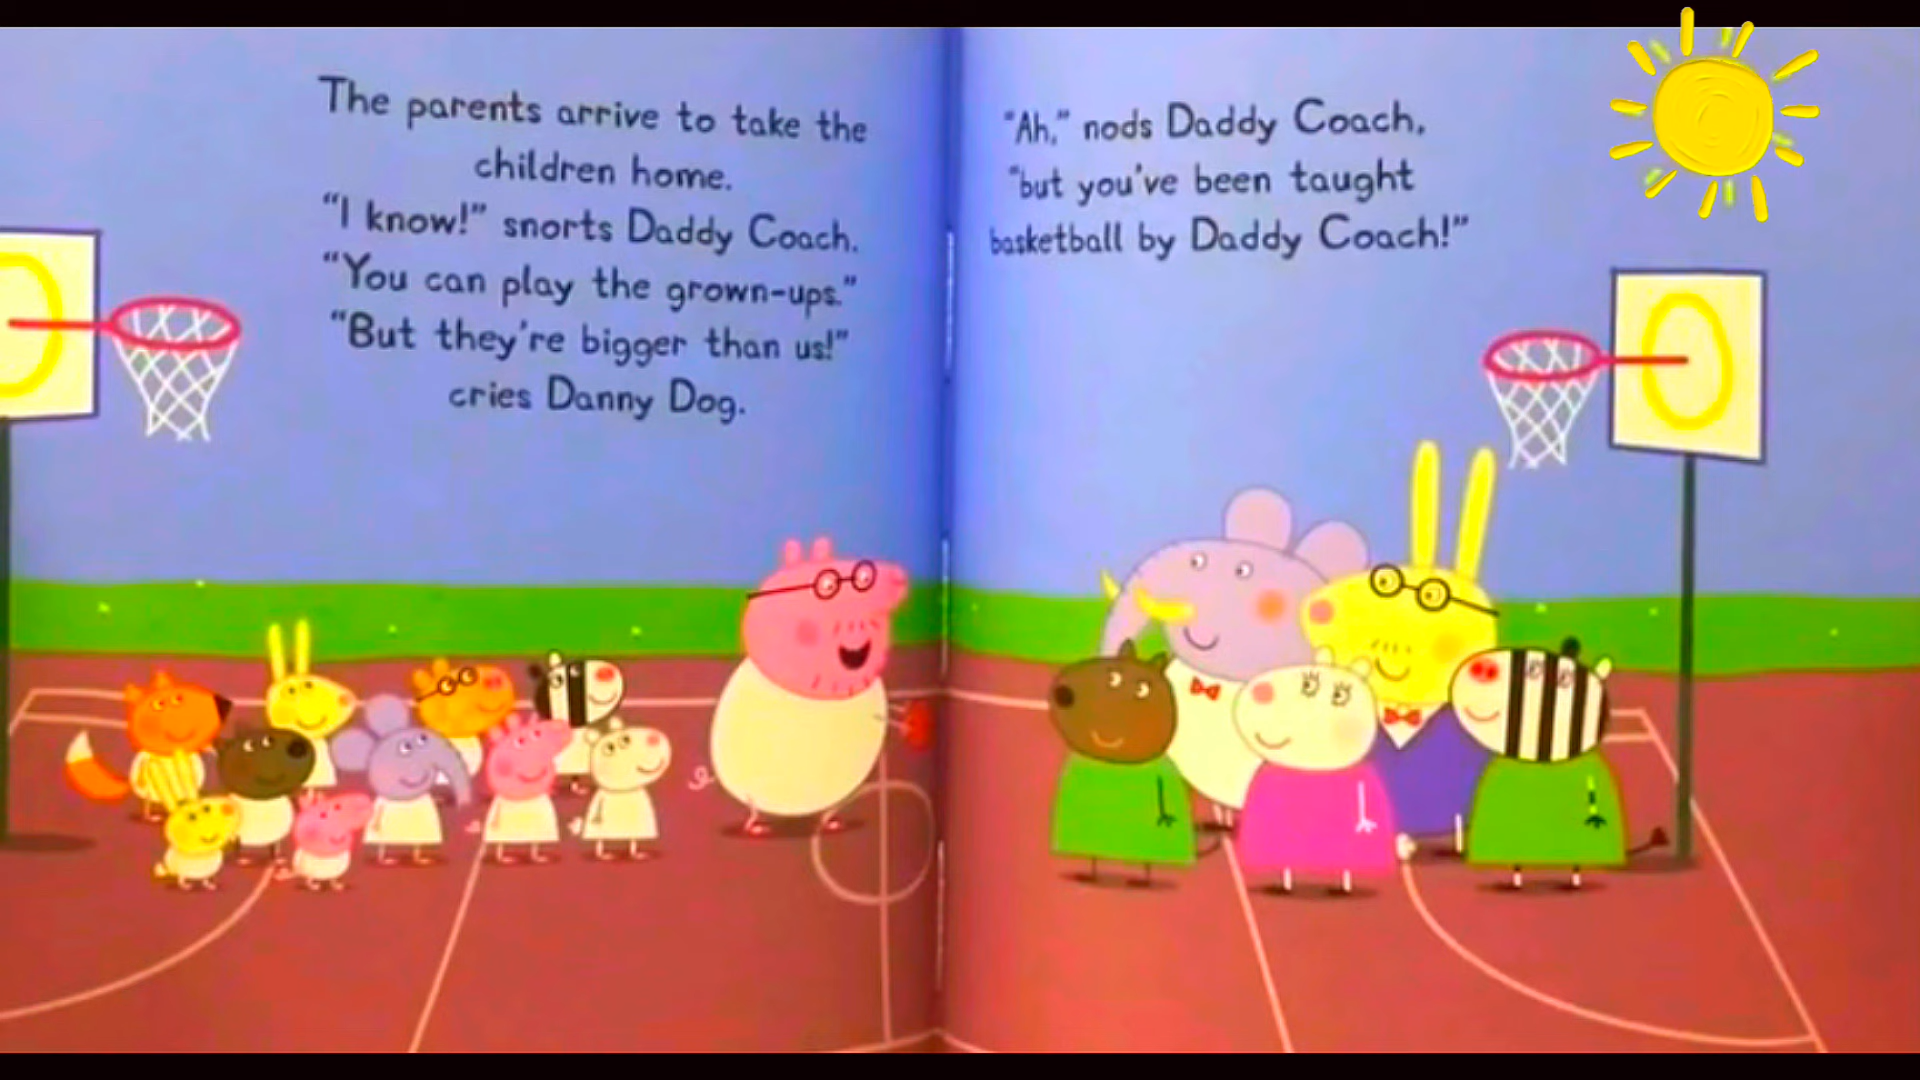 The parents arrive to take the
children home.
"I know!" snorts Daddy Coach.
"You can play the grown-ups."
"But they're bigger than us!"
cries Danny Dog.
"Ah," nods Daddy Coach,
"but you've been taught
basketball by Daddy Coach!"